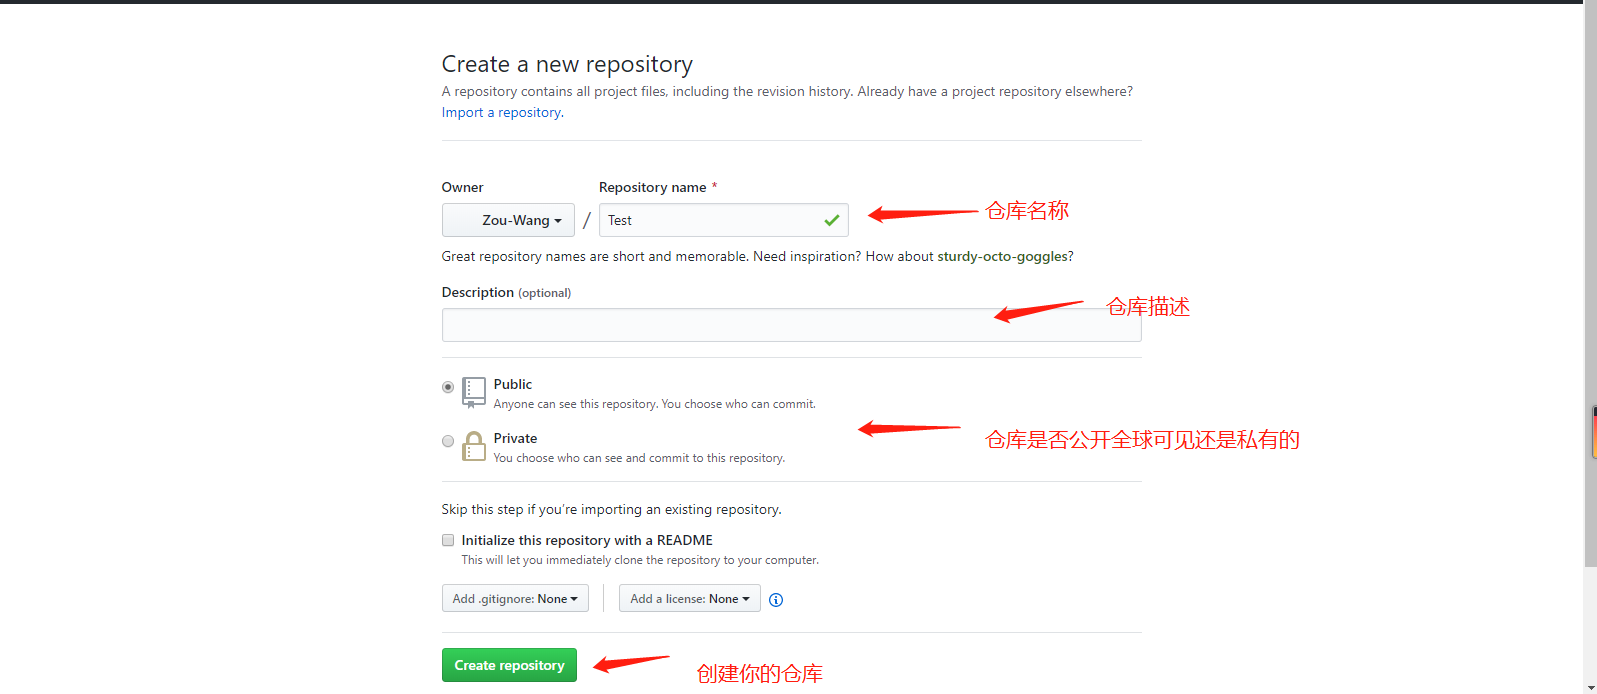 Create a new repository
A repository contains all project files, including the revision history. Already have a project repository elsewhere?
Import a repository.
Owner
Repository name *
Zou-Wang
/
Test
仓库名称
Great repository names are short and memorable. Need inspiration? How about sturdy-octo-goggles?
Description (optional)
仓库描述
Public
Anyone can see this repository. You choose who can commit.
Private
You choose who can see and commit to this repository.
仓库是否公开全球可见还是私有的
Skip this step if you're importing an existing repository.
Initialize this repository with a README
This will let you immediately clone the repository to your computer.
Add .gitignore: None
Add a license: None
Create repository
创建你的仓库